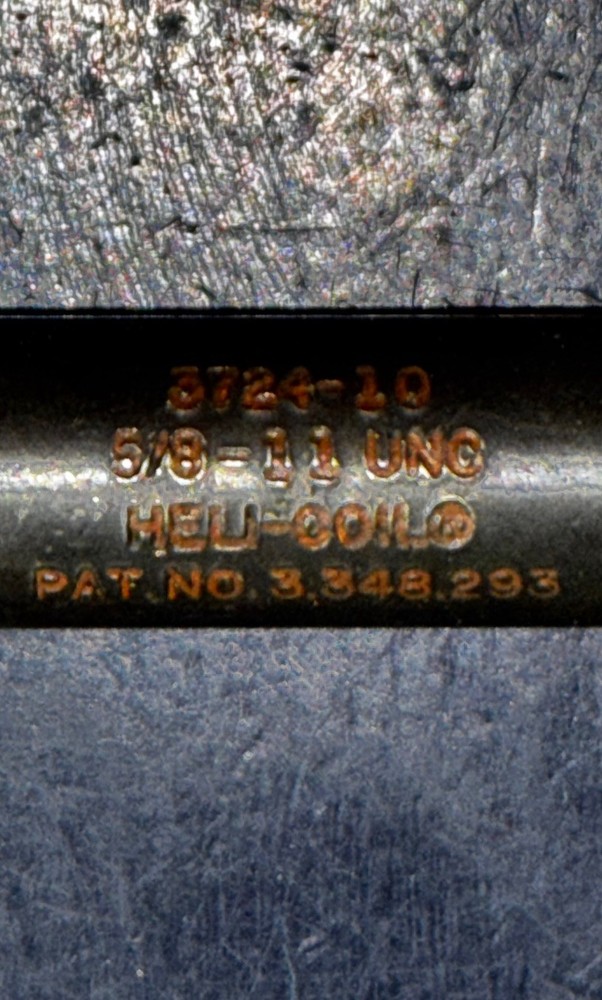 3724-10
5/8-11 UNC
HELI-COIL®
PAT. NO. 3,348,293